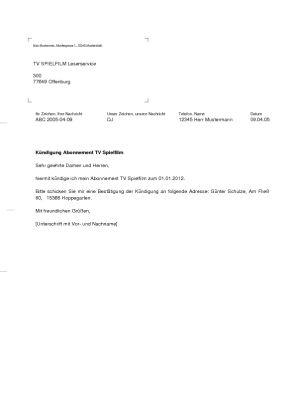 Max Mustermann, Musterpasse 1, 12345 Musterstadt
TV SPIELFILM Leserservice
300
77649 Offenburg
Ihr Zeichen, Ihre Nachricht Unser Zeichen, unsere Nachricht Telefon, Name Datum
ABC 2005-04-09 DJ 12345 Herr Mustermann 09.04.05
Kündigung Abonnement TV Spielfilm
Sehr geehrte Damen und Herren,
hiermit kündige ich mein Abonnement TV Spielfilm zum 01.01.2012.
Bitte schicken Sie mir eine Bestätigung der Kündigung an folgende Adresse: Günter Schulze, Am Fließ
60, 15366 Hoppegarten.
Mit freundlichen Grüßen,
[Unterschrift mit Vor- und Nachname]